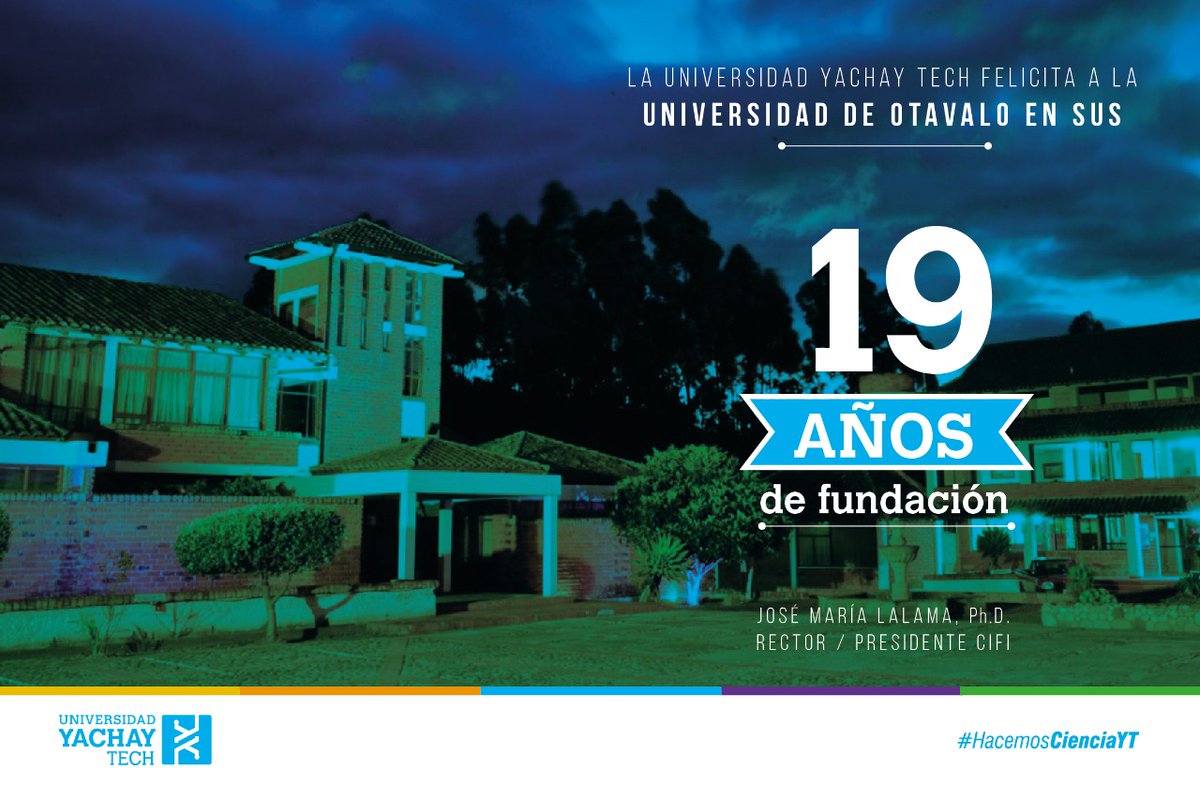 LA UNIVERSIDAD YACHAY TECH FELICITA A LA
UNIVERSIDAD DE OTAVALO EN SUS
19
AÑOS
de fundación
JOSÉ MARÍA LALAMA, Ph.D.
RECTOR / PRESIDENTE CIFI
UNIVERSIDAD
YACHAY
TECH
#HacemosCienciaYT